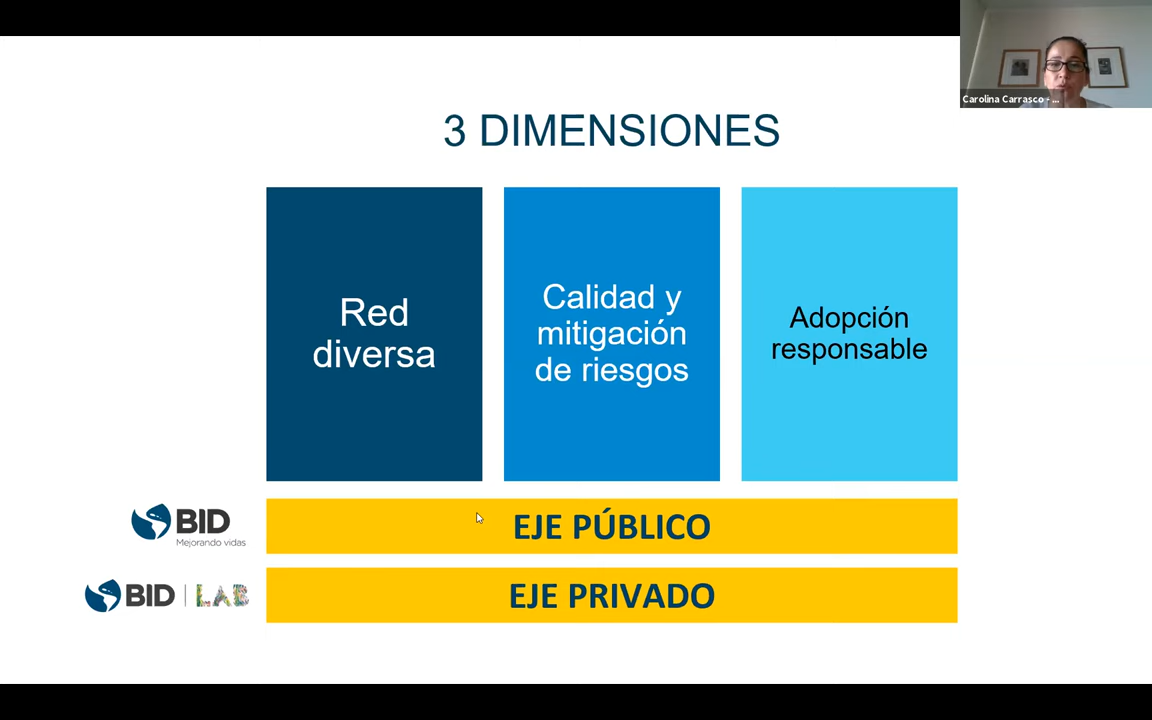 Carolina Carrasco - ...
3 DIMENSIONES
Red
diversa
Calidad y
mitigación
de riesgos
Adopción
responsable
BID
Mejorando vidas
EJE PÚBLICO
BID | LAB
EJE PRIVADO